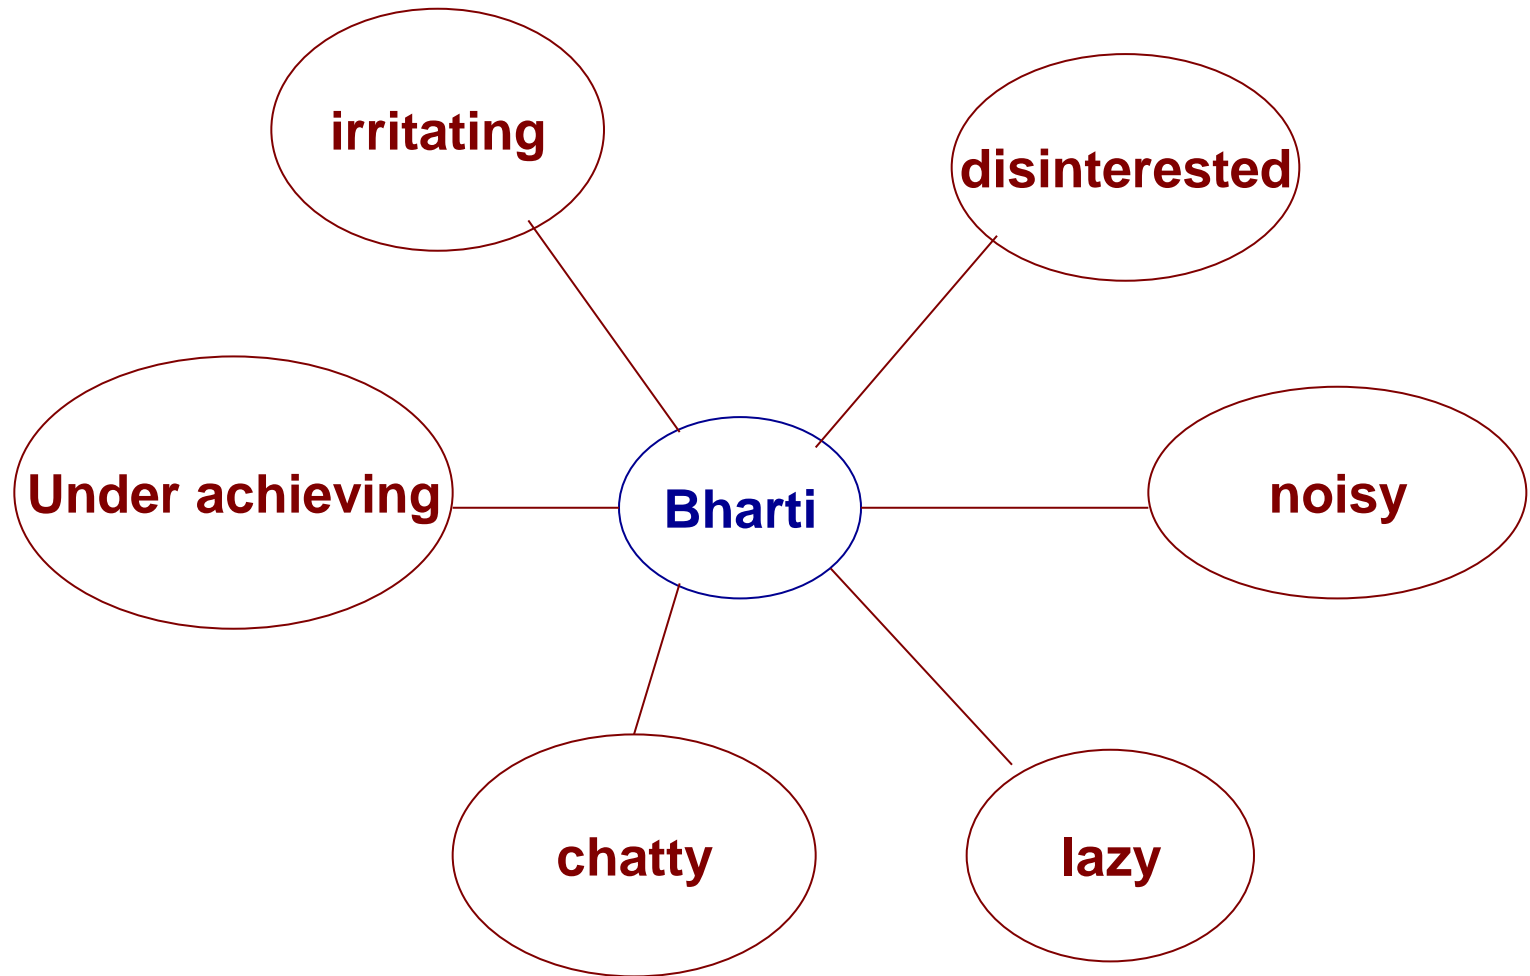 irritating
disinterested
Under achieving
Bharti
noisy
chatty
lazy